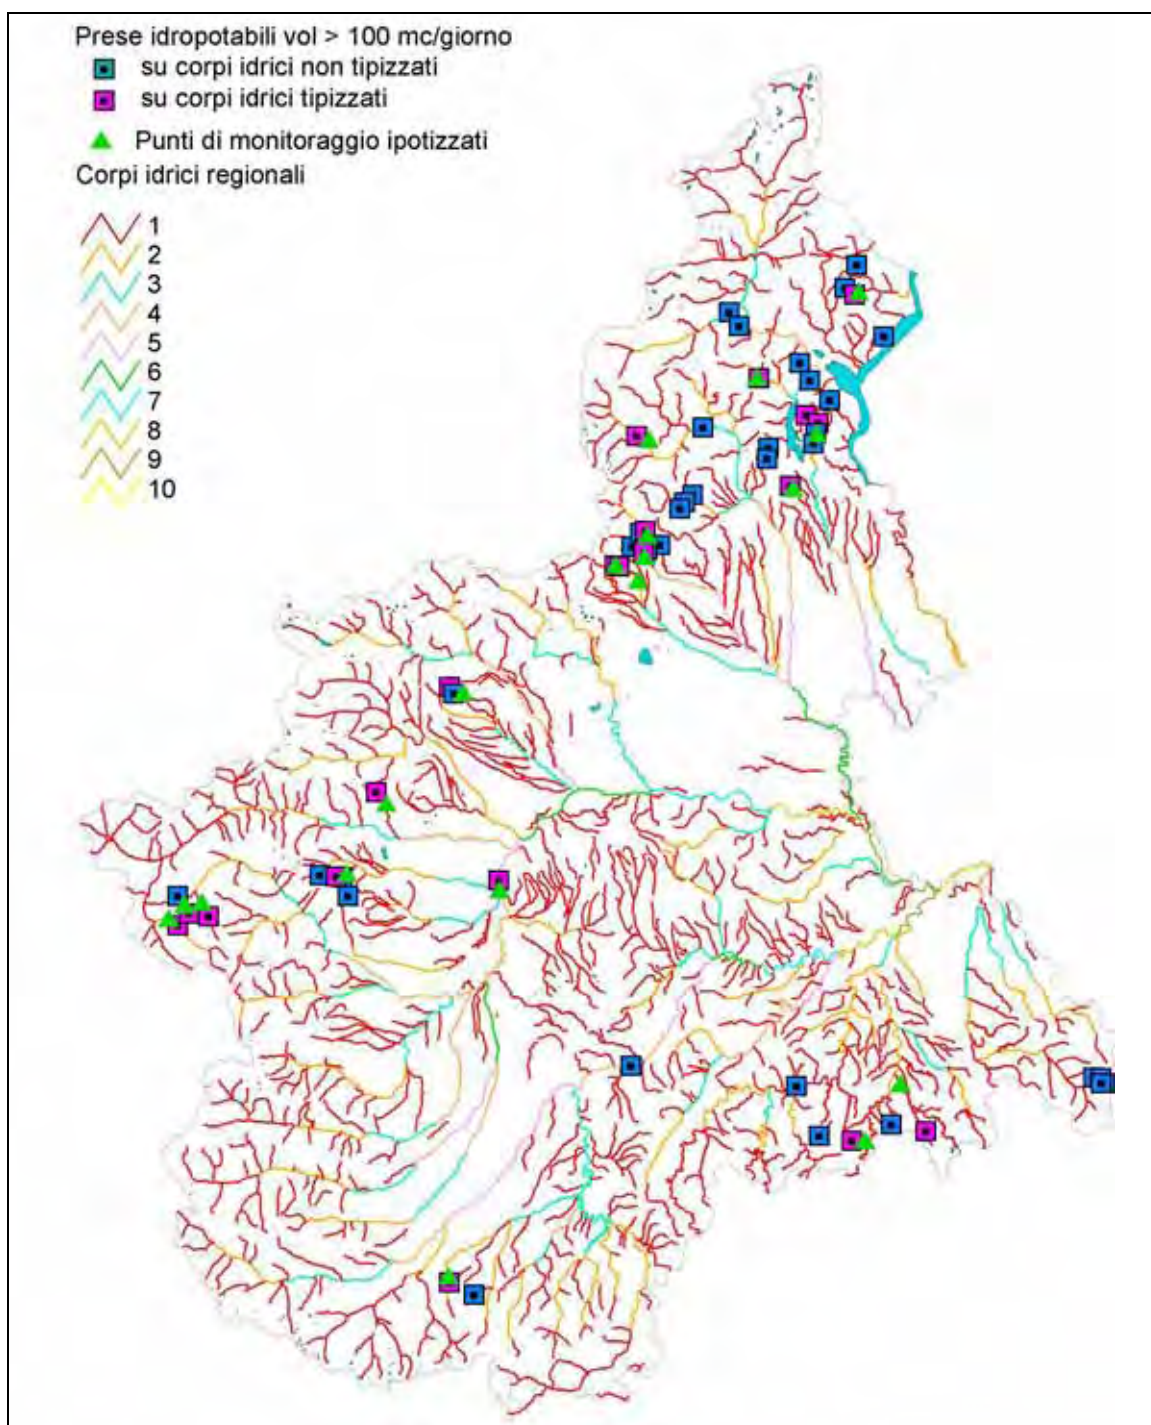 Prese idropotabili vol > 100 mc/giorno
su corpi idrici non tipizzati
su corpi idrici tipizzati
Punti di monitoraggio ipotizzati
Corpi idrici regionali
1
2
3
4
5
6
7
8
9
10